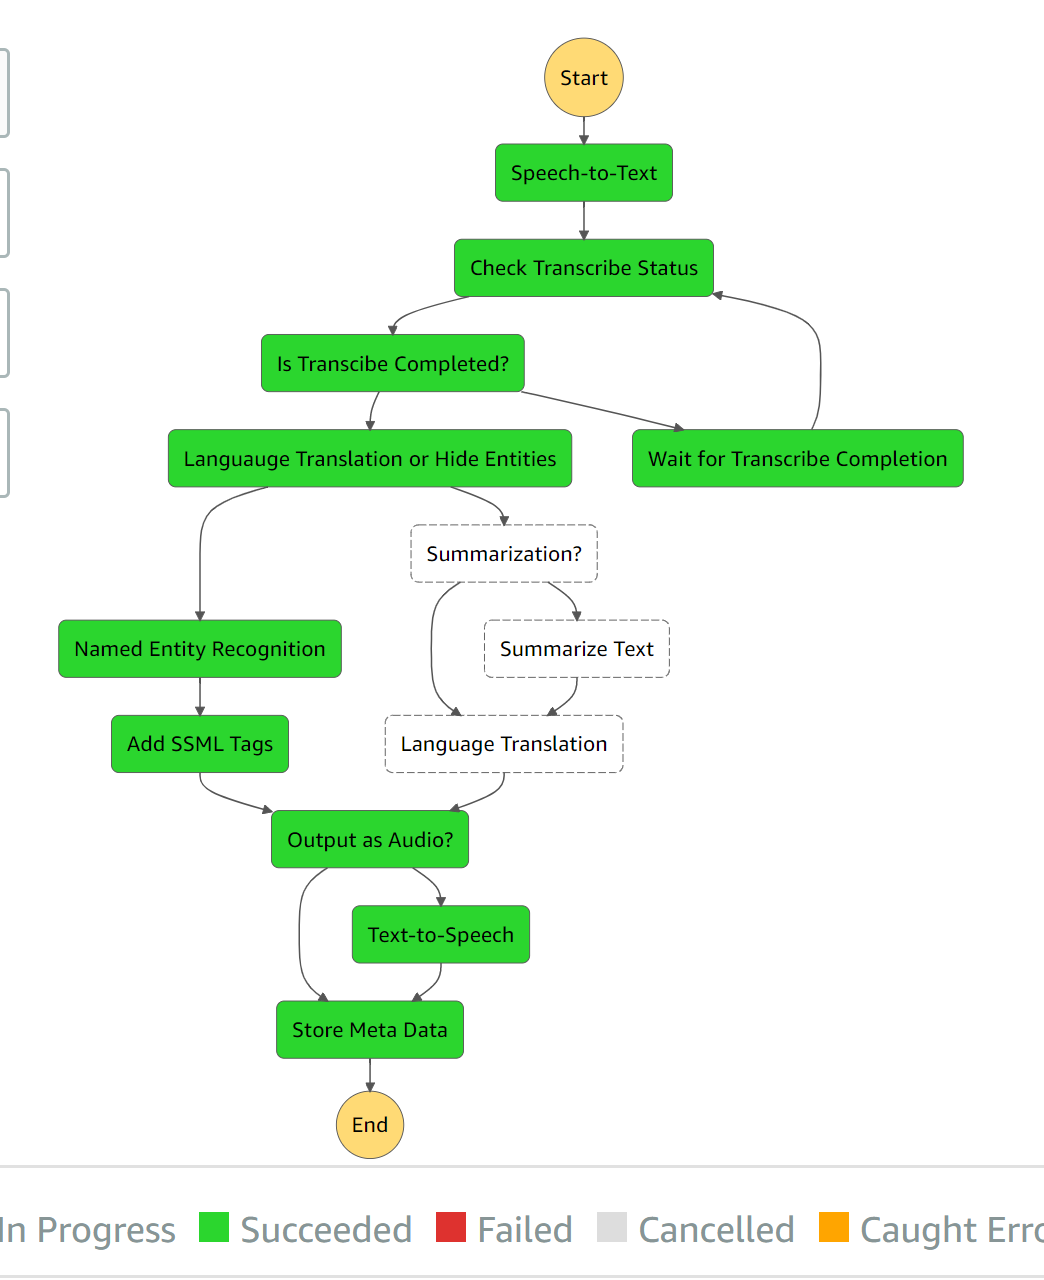 Start
Speech-to-Text
Check Transcribe Status
Is Transcibe Completed?
Languauge Translation or Hide Entities
Wait for Transcribe Completion
Summarization?
Named Entity Recognition
Summarize Text
Add SSML Tags
Language Translation
Output as Audio?
Text-to-Speech
Store Meta Data
End
In Progress Succeeded Failed Cancelled Caught Erro